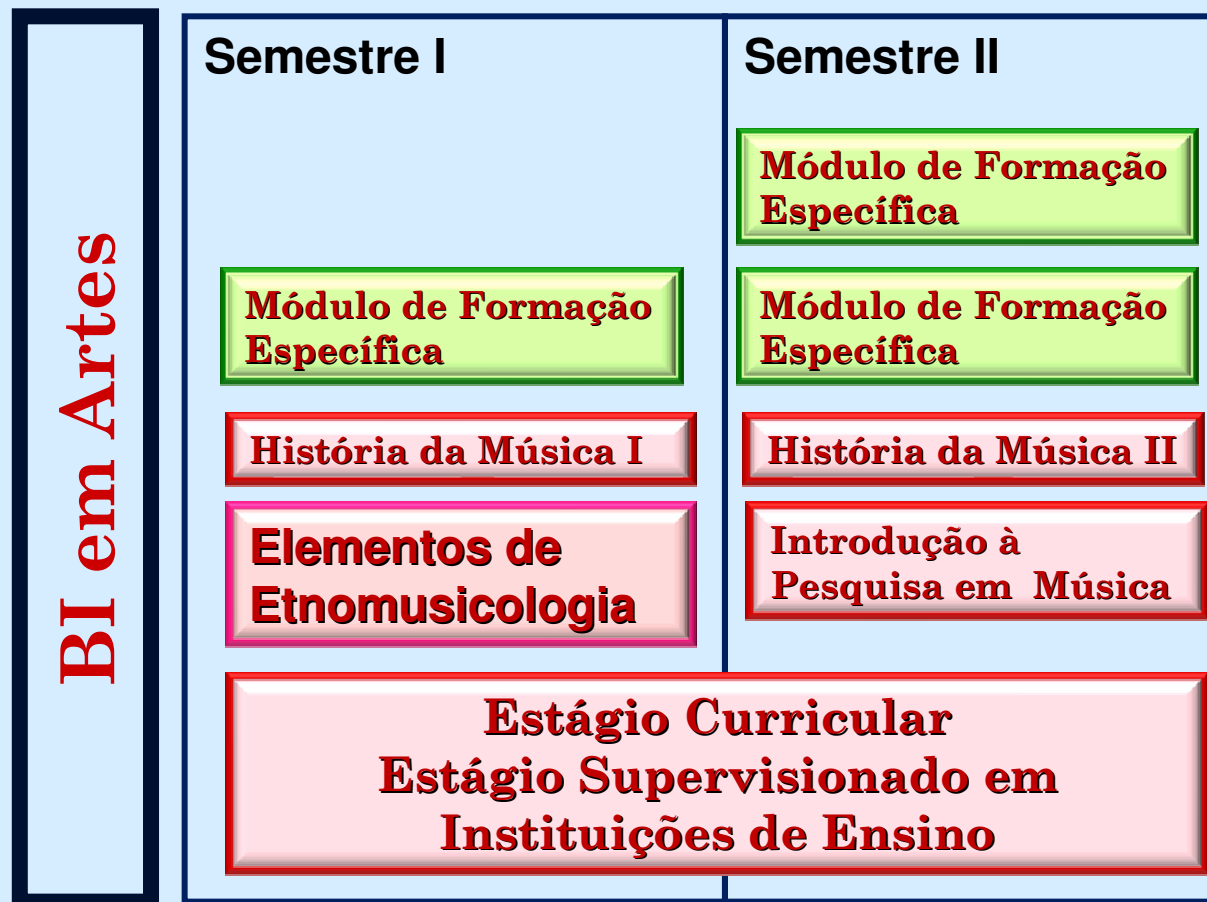 BI em Artes
Semestre I
Módulo de Formação
Específica
História da Música I
Elementos de
Etnomusicologia
Semestre II
Módulo de Formação
Específica
Módulo de Formação
Específica
História da Música II
Introdução à
Pesquisa em Música
Estágio Curricular
Estágio Supervisionado em
Instituições de Ensino